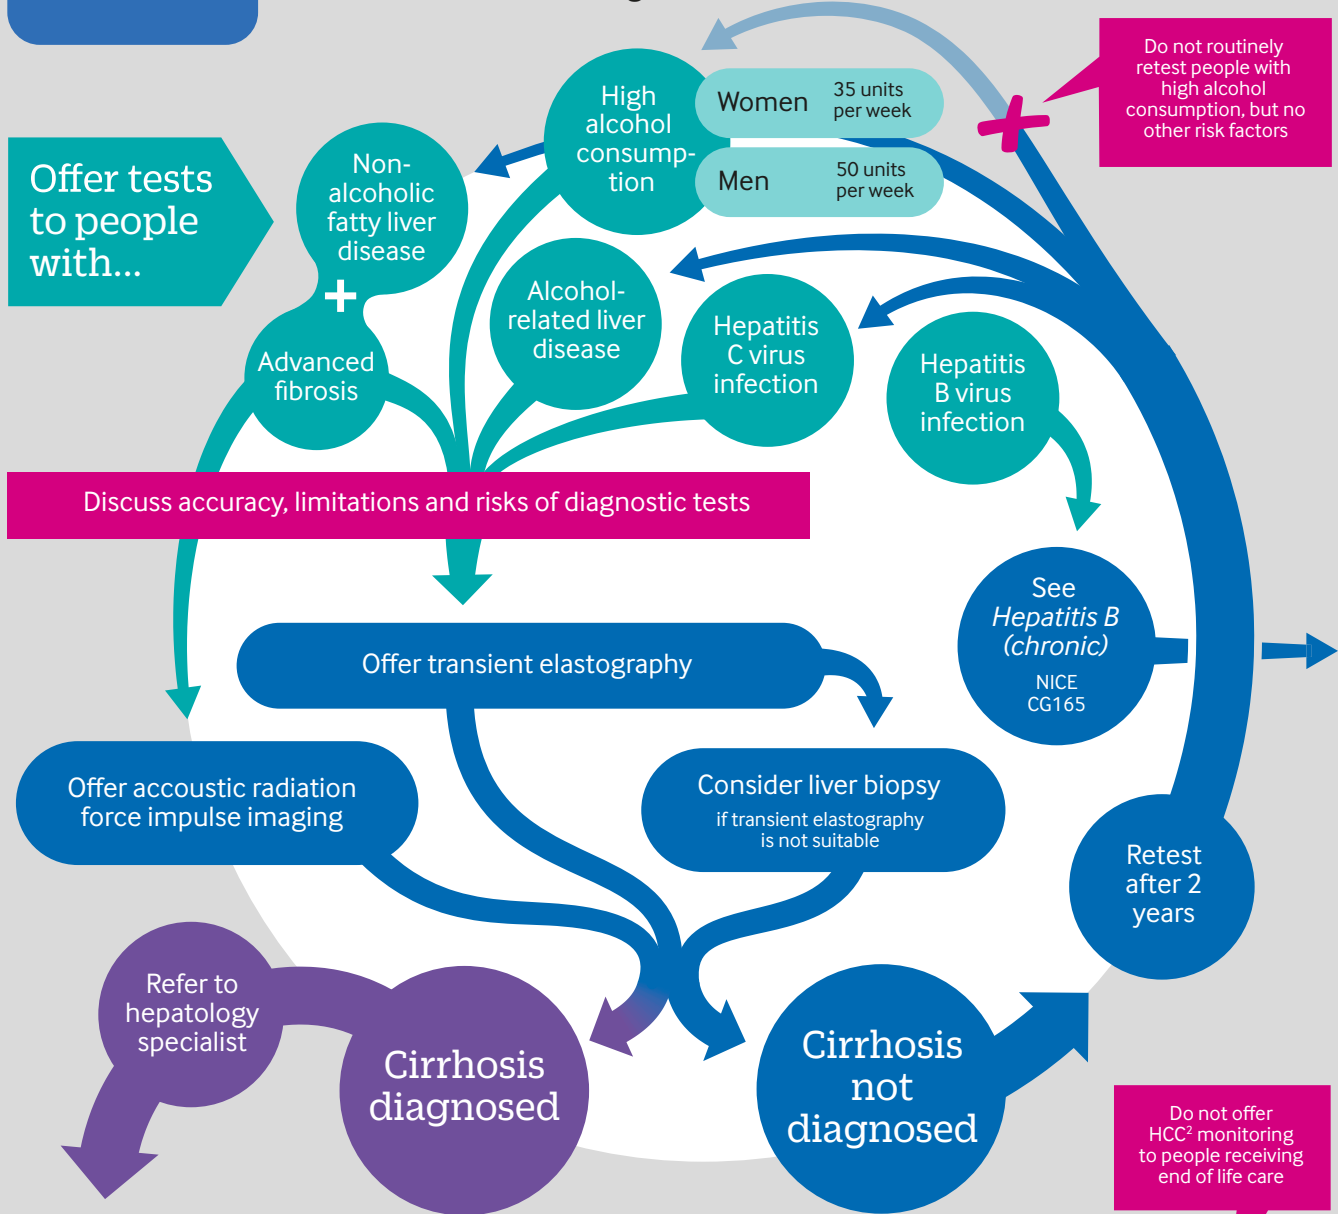 Do not routinely
retest people with
high alcohol
consumption, but no
other risk factors
High
alcohol
consump-
tion
Women 35 units
per week
Men 50 units
per week
Offer tests
to people
with...
Non-
alcoholic
fatty liver
disease
+
Advanced
fibrosis
Alcohol-
related liver
disease
Hepatitis
C virus
infection
Hepatitis
B virus
infection
Discuss accuracy, limitations and risks of diagnostic tests
See
Hepatitis B
(chronic)
NICE
CG165
Offer transient elastography
Offer accoustic radiation
force impulse imaging
Consider liver biopsy
if transient elastography
is not suitable
Retest
after 2
years
Refer to
hepatology
specialist
Cirrhosis
diagnosed
Cirrhosis
not
diagnosed
Do not offer
HCC² monitoring
to people receiving
end of life care